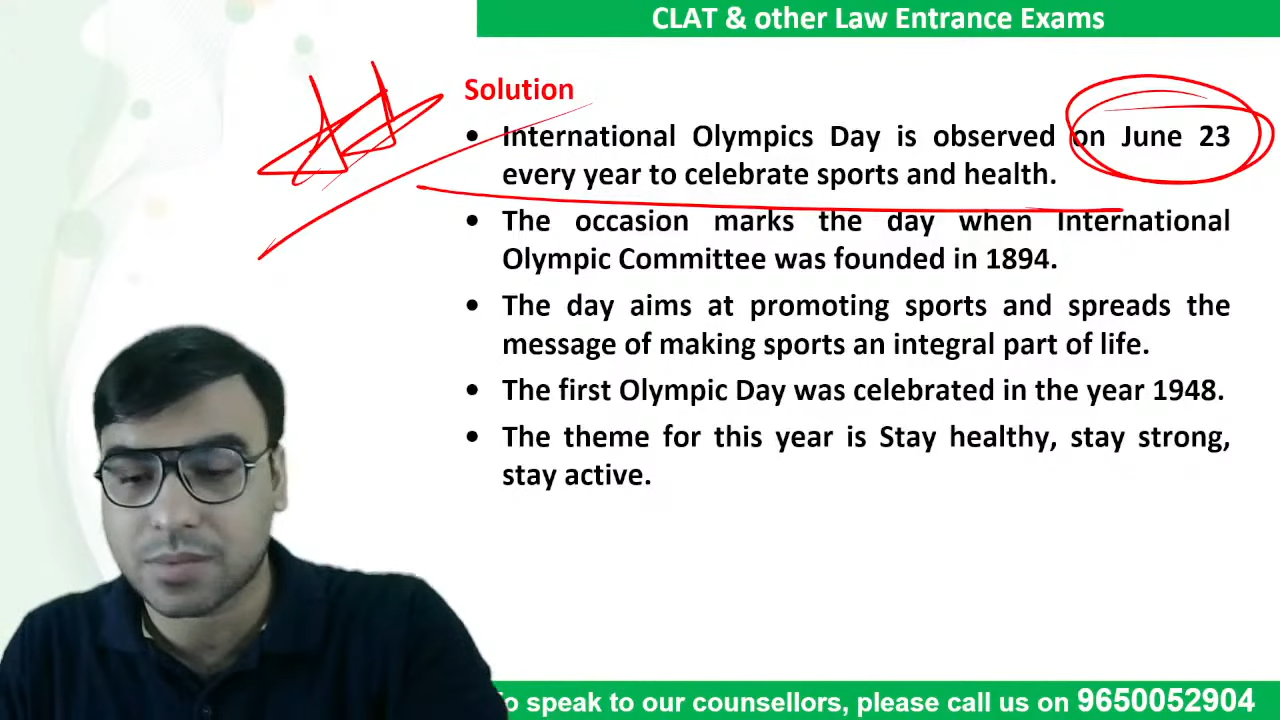 CLAT & other Law Entrance Exams
Solution
• International Olympics Day is observed on June 23
every year to celebrate sports and health.
• The occasion marks the day when International
Olympic Committee was founded in 1894.
• The day aims at promoting sports and spreads the
message of making sports an integral part of life.
• The first Olympic Day was celebrated in the year 1948.
• The theme for this year is Stay healthy, stay strong,
stay active.
to speak to our counsellors, please call us on 9650052904